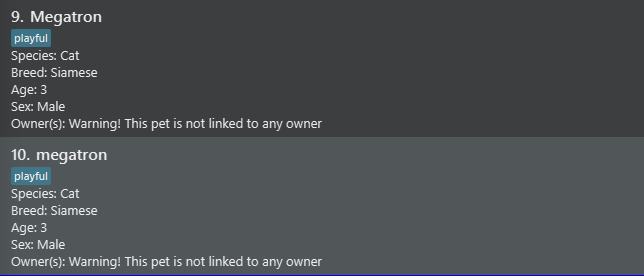 9. Megatron
playful
Species: Cat
Breed: Siamese
Age: 3
Sex: Male
Owner(s): Warning! This pet is not linked to any owner
10. megatron
playful
Species: Cat
Breed: Siamese
Age: 3
Sex: Male
Owner(s): Warning! This pet is not linked to any owner